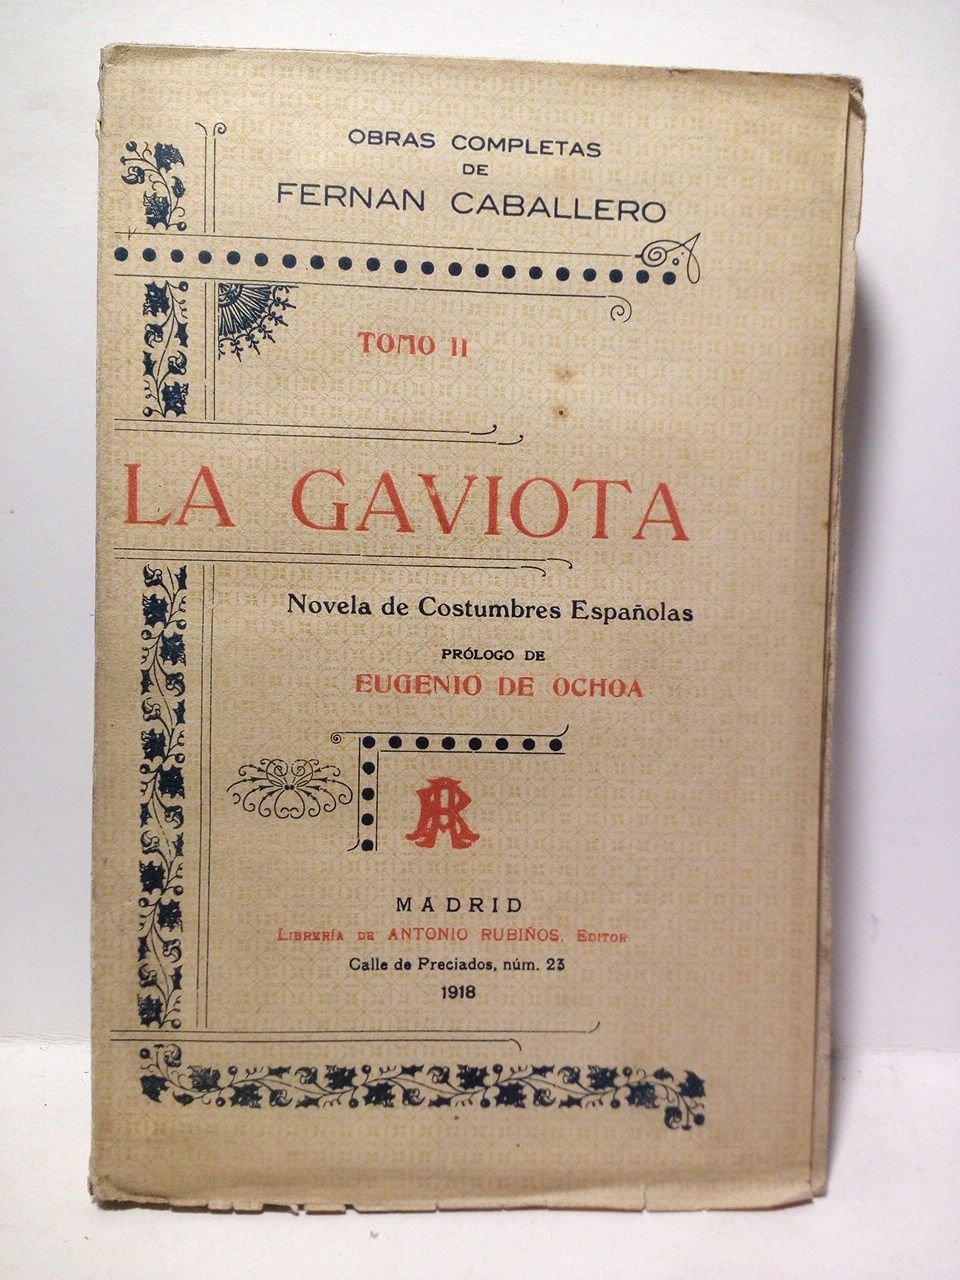 OBRAS COMPLETAS
DE
FERNAN CABALLERO
TOMO II
LA GAVIOTA
Novela de Costumbres Españolas
PRÓLOGO DE
EUGENIO DE OCHOA
AR
MADRID
LIBRERÍA DE ANTONIO RUBIÑOS, EDITOR
Calle de Preciados, núm. 23
1918